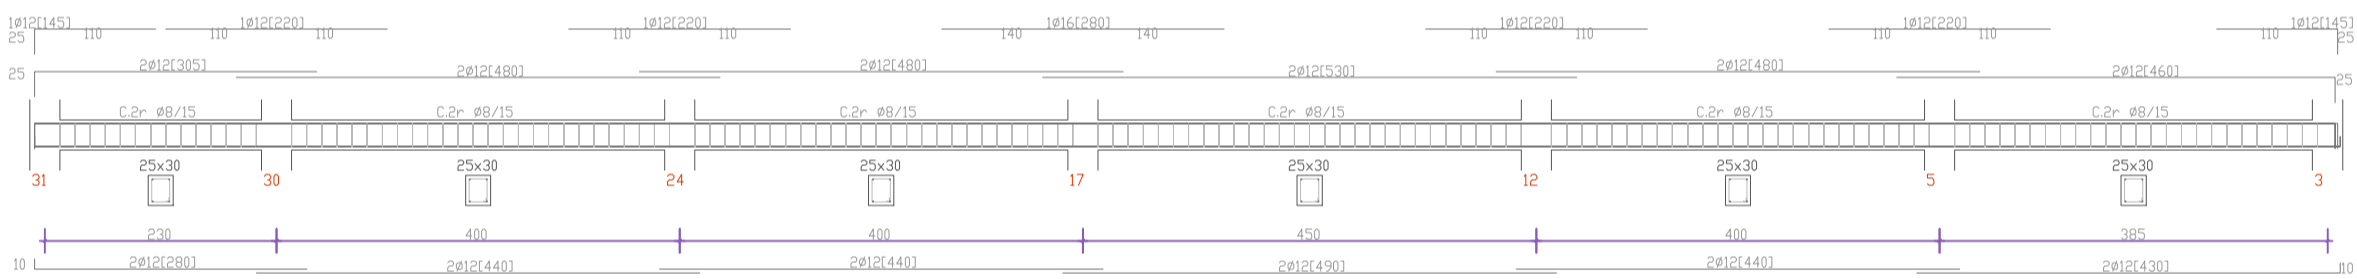 1ø12[145] 1ø12[220] 1ø12[220] 1ø16[280] 1ø12[220] 1ø12[220] 1ø12[145]
25 110 110 110 110 110 140 140 110 110 110 110 110 25
2ø12[305] 2ø12[480] 2ø12[480] 2ø12[530] 2ø12[480] 2ø12[460]
25 25
C.2r ø8/15 C.2r ø8/15 C.2r ø8/15 C.2r ø8/15 C.2r ø8/15 C.2r ø8/15
25x30 25x30 25x30 25x30 25x30 25x30
31 30 24 17 12 5 3
230 400 400 450 400 385
10 2ø12[280] 2ø12[440] 2ø12[440] 2ø12[490] 2ø12[440] 2ø12[430] 10